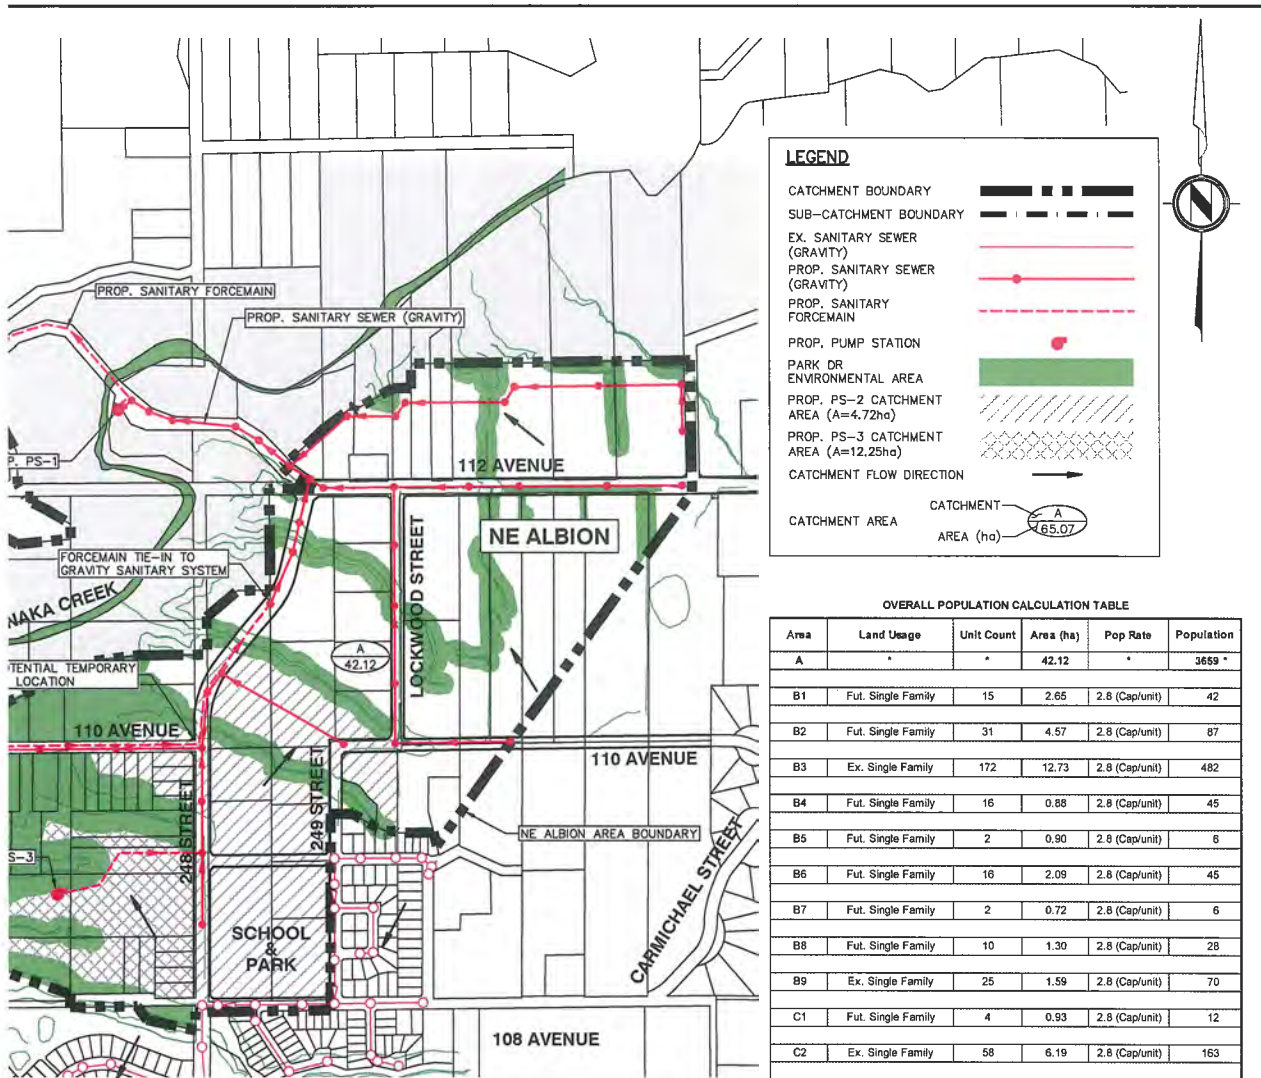 PROP. SANITARY FORCEMAIN
PROP. SANITARY SEWER (GRAVITY)
P. PS-1
112 AVENUE
NE ALBION
FORCEMAIN TIE-IN TO
GRAVITY SANITARY SYSTEM
NAKA CREEK
LOCKWOOD STREET
A
42.12
OTENTIAL TEMPORARY
LOCATION
110 AVENUE
110 AVENUE
248 STREET
249 STREET
NE ALBION AREA BOUNDARY
S-3
SCHOOL
&
PARK
CARMICHAEL STREET
108 AVENUE
LEGEND
CATCHMENT BOUNDARY
SUB-CATCHMENT BOUNDARY
EX. SANITARY SEWER
(GRAVITY)
PROP. SANITARY SEWER
(GRAVITY)
PROP. SANITARY
FORCEMAIN
PROP. PUMP STATION
PARK OR
ENVIRONMENTAL AREA
PROP. PS-2 CATCHMENT
AREA (A=4.72ha)
PROP. PS-3 CATCHMENT
AREA (A=12.25ha)
CATCHMENT FLOW DIRECTION
CATCHMENT AREA
CATCHMENT
AREA (ha)
A
65.07
N
OVERALL POPULATION CALCULATION TABLE
Area Land Usage Unit Count Area (ha) Pop Rate Population
A * * 42.12 * 3659 *
B1 Fut. Single Family 15 2.65 2.8 (Cap/unit) 42
B2 Fut. Single Family 31 4.57 2.8 (Cap/unit) 87
B3 Ex. Single Family 172 12.73 2.8 (Cap/unit) 482
B4 Fut. Single Family 16 0.88 2.8 (Cap/unit) 45
B5 Fut. Single Family 2 0.90 2.8 (Cap/unit) 6
B6 Fut. Single Family 16 2.09 2.8 (Cap/unit) 45
B7 Fut. Single Family 2 0.72 2.8 (Cap/unit) 6
B8 Fut. Single Family 10 1.30 2.8 (Cap/unit) 28
B9 Ex. Single Family 25 1.59 2.8 (Cap/unit) 70
C1 Fut. Single Family 4 0.93 2.8 (Cap/unit) 12
C2 Ex. Single Family 58 6.19 2.8 (Cap/unit) 163